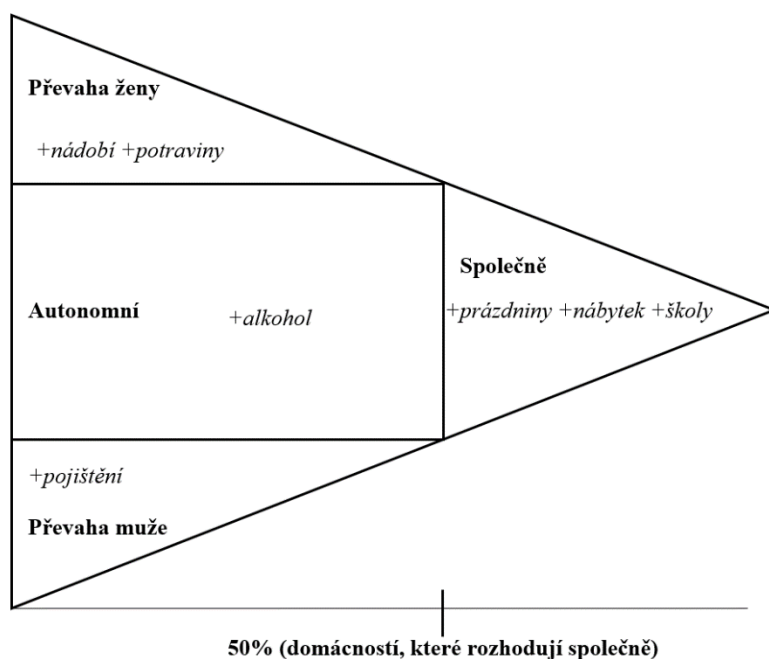 Převaha ženy
+nádobí +potraviny
Společně
Autonomní
+alkohol
+prázdniny +nábytek +školy
+pojištění
Převaha muže
50% (domácností, které rozhodují společně)